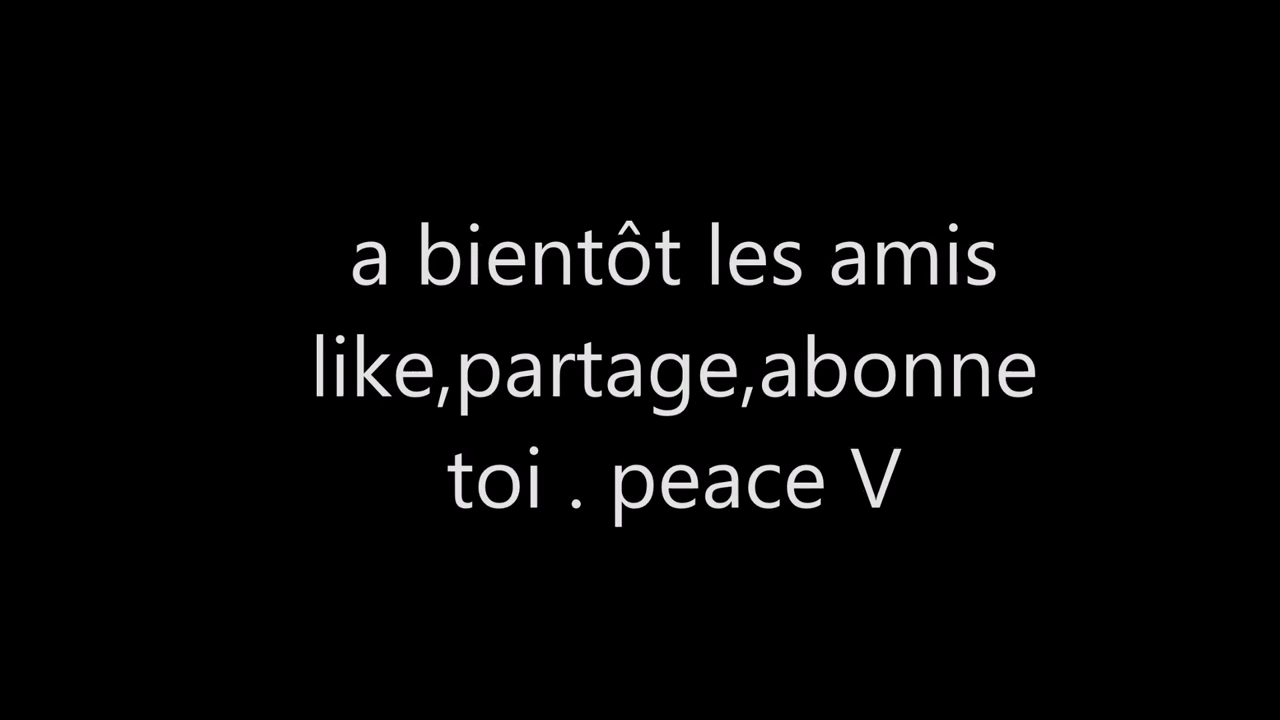 a bientôt les amis
like,partage,abonne
toi . peace V